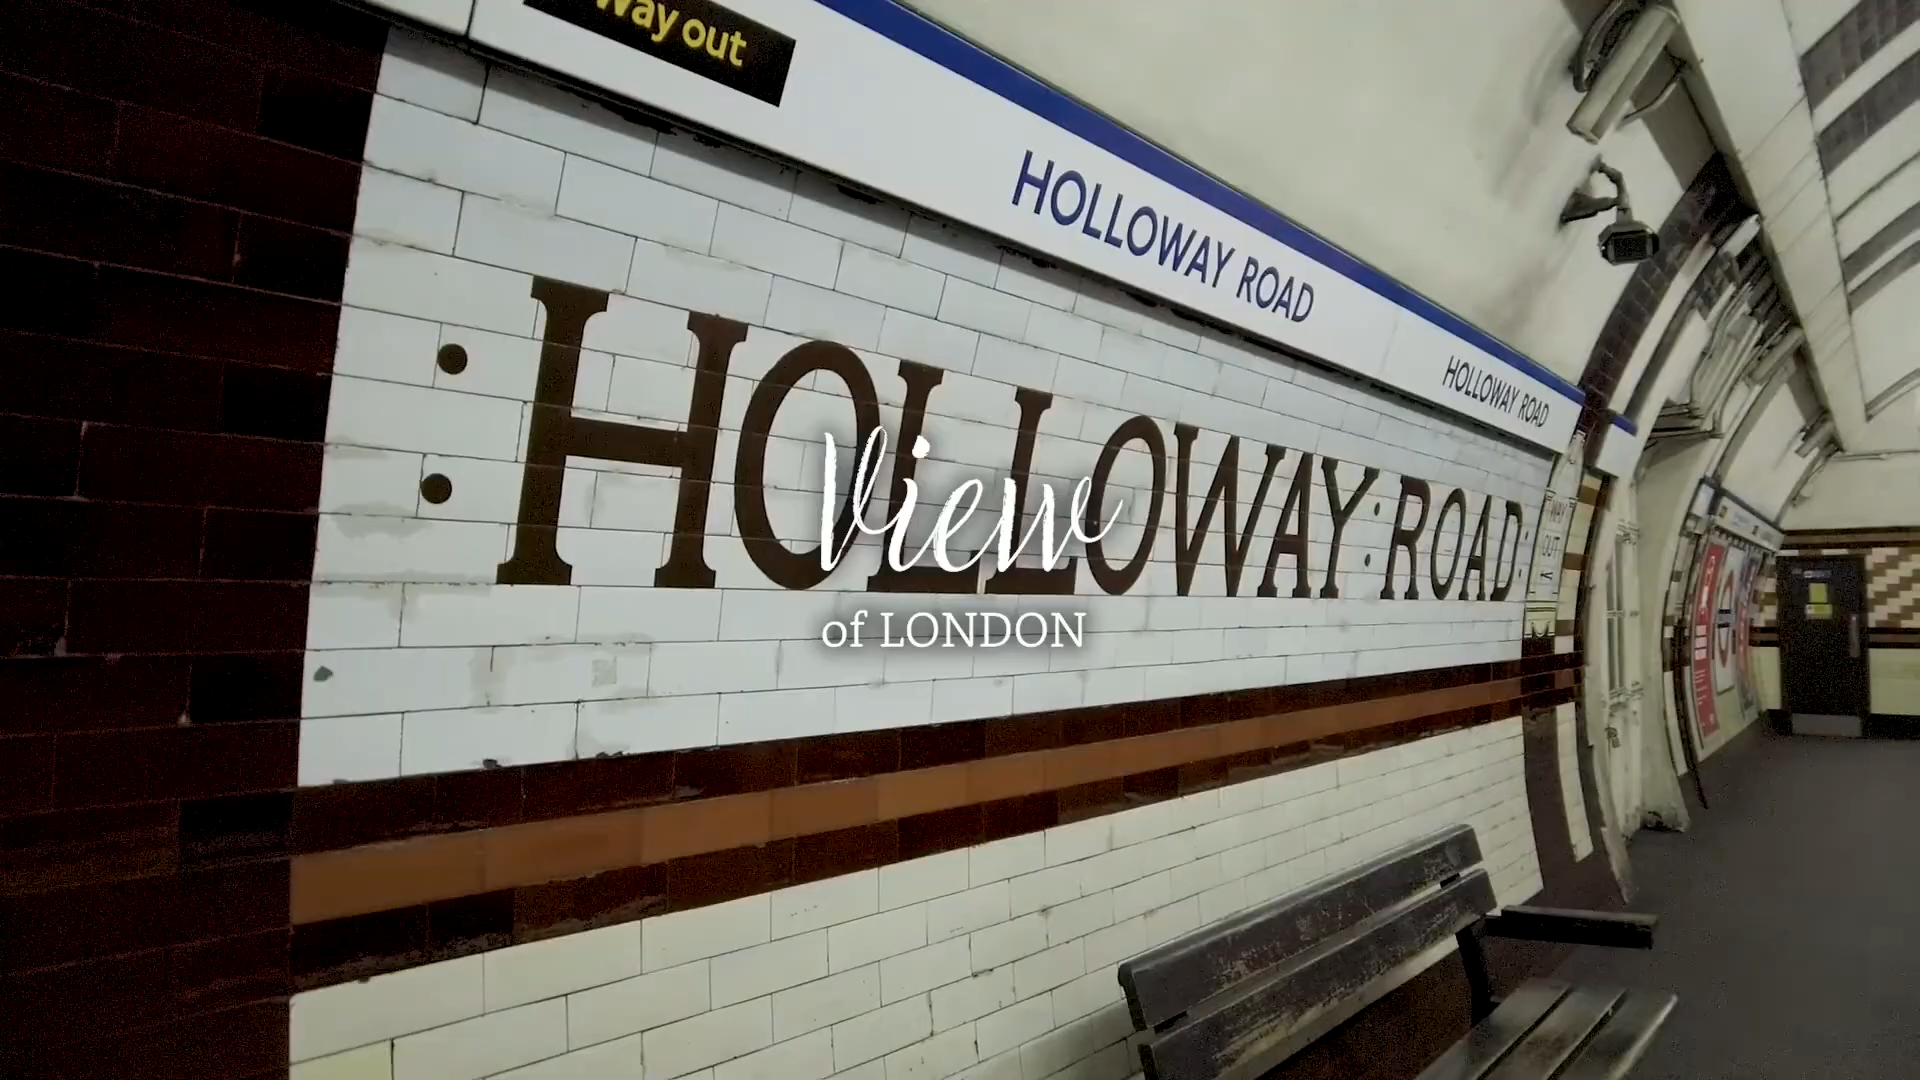 Way out
HOLLOWAY ROAD
HOLLOWAY ROAD
:HOLLOWAY:ROAD:
WAY
OUT
View
of LONDON